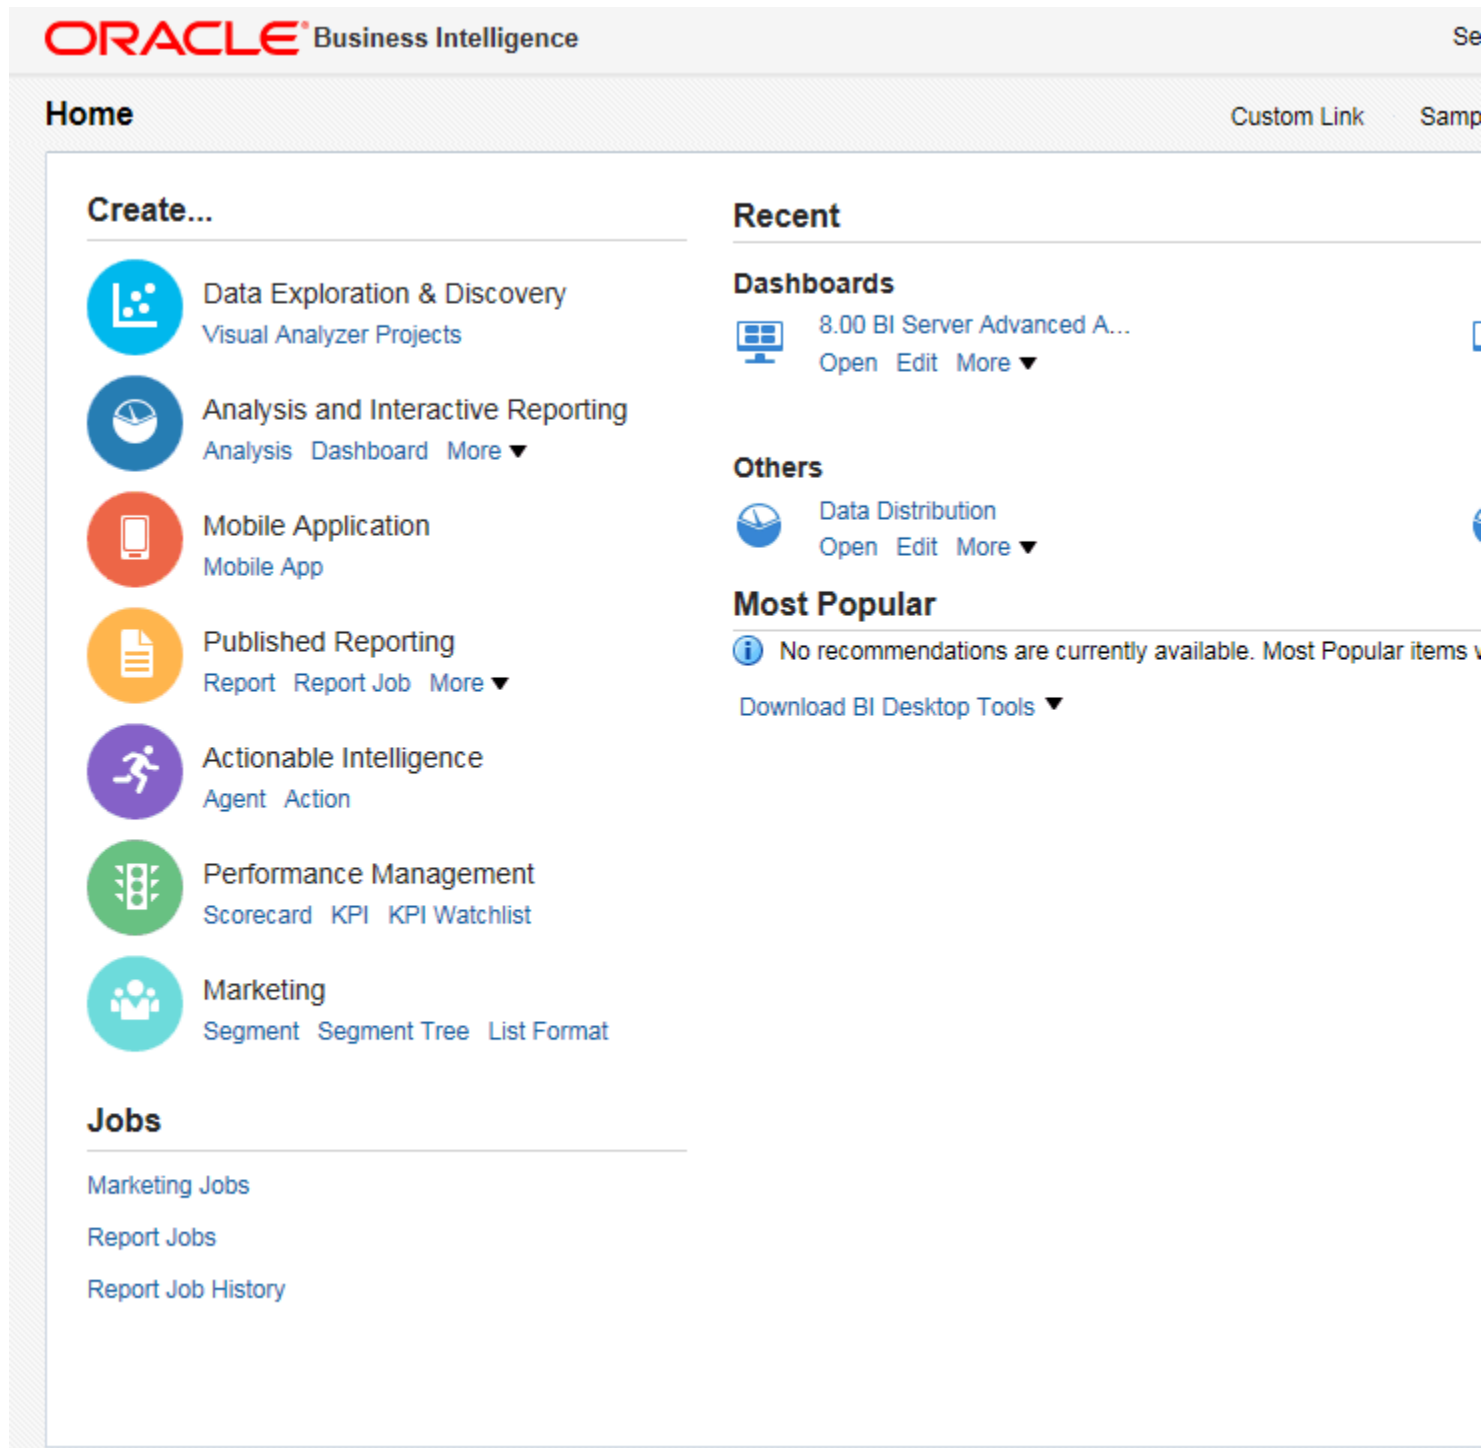 ORACLE Business Intelligence
Home
Custom Link
Create...
Data Exploration & Discovery
Visual Analyzer Projects
Analysis and Interactive Reporting
Analysis Dashboard More
Mobile Application
Mobile App
Published Reporting
Report Report Job More
Actionable Intelligence
Agent Action
Performance Management
Scorecard KPI KPI Watchlist
Marketing
Segment Segment Tree List Format
Jobs
Marketing Jobs
Report Jobs
Report Job History
Recent
Dashboards
8.00 BI Server Advanced A...
Open Edit More
Others
Data Distribution
Open Edit More
Most Popular
No recommendations are currently available. Most Popular items
Download BI Desktop Tools